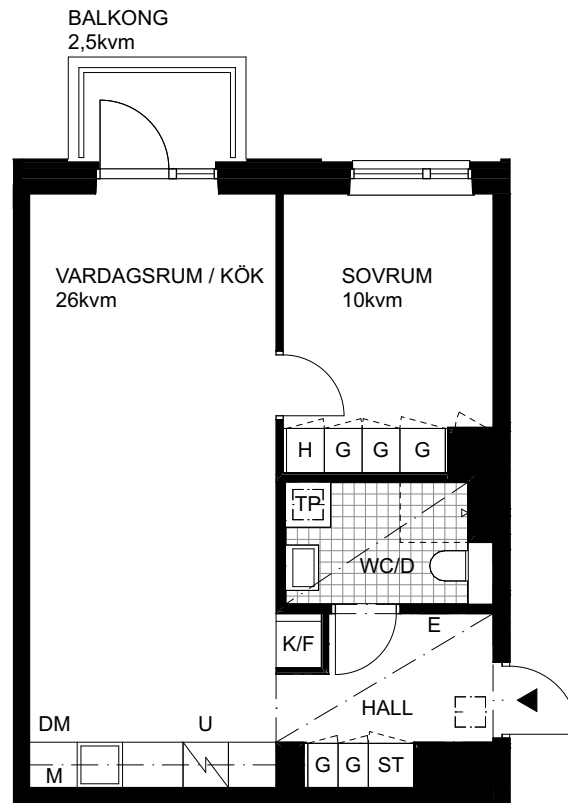 BALKONG
2,5kvm
VARDAGSRUM / KÖK
26kvm
SOVRUM
10kvm
H G G G
TP
WC/D
E
K/F
HALL
DM U
M
G G ST